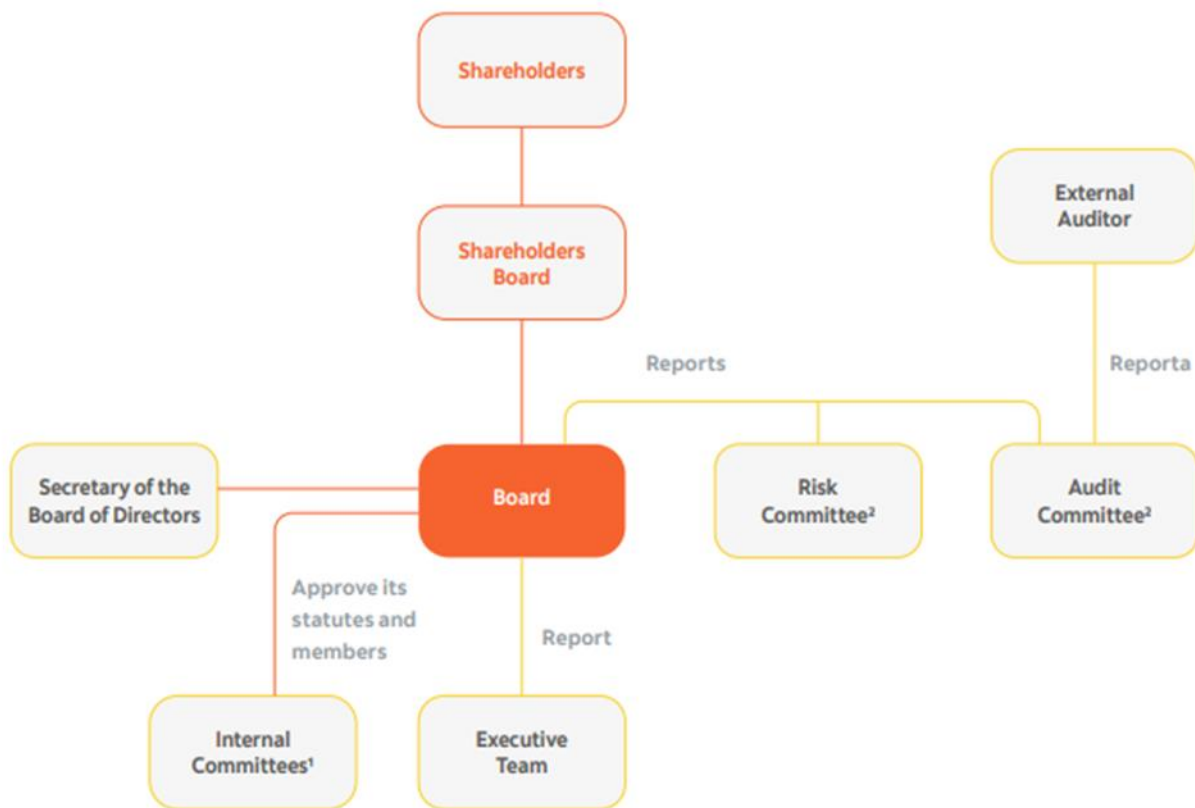 Shareholders
External
Auditor
Shareholders
Board
Reports
Reporta
Secretary of the
Board of Directors
Board
Risk
Committee²
Audit
Committee²
Approve its
statutes and
members
Report
Internal
Committees¹
Executive
Team